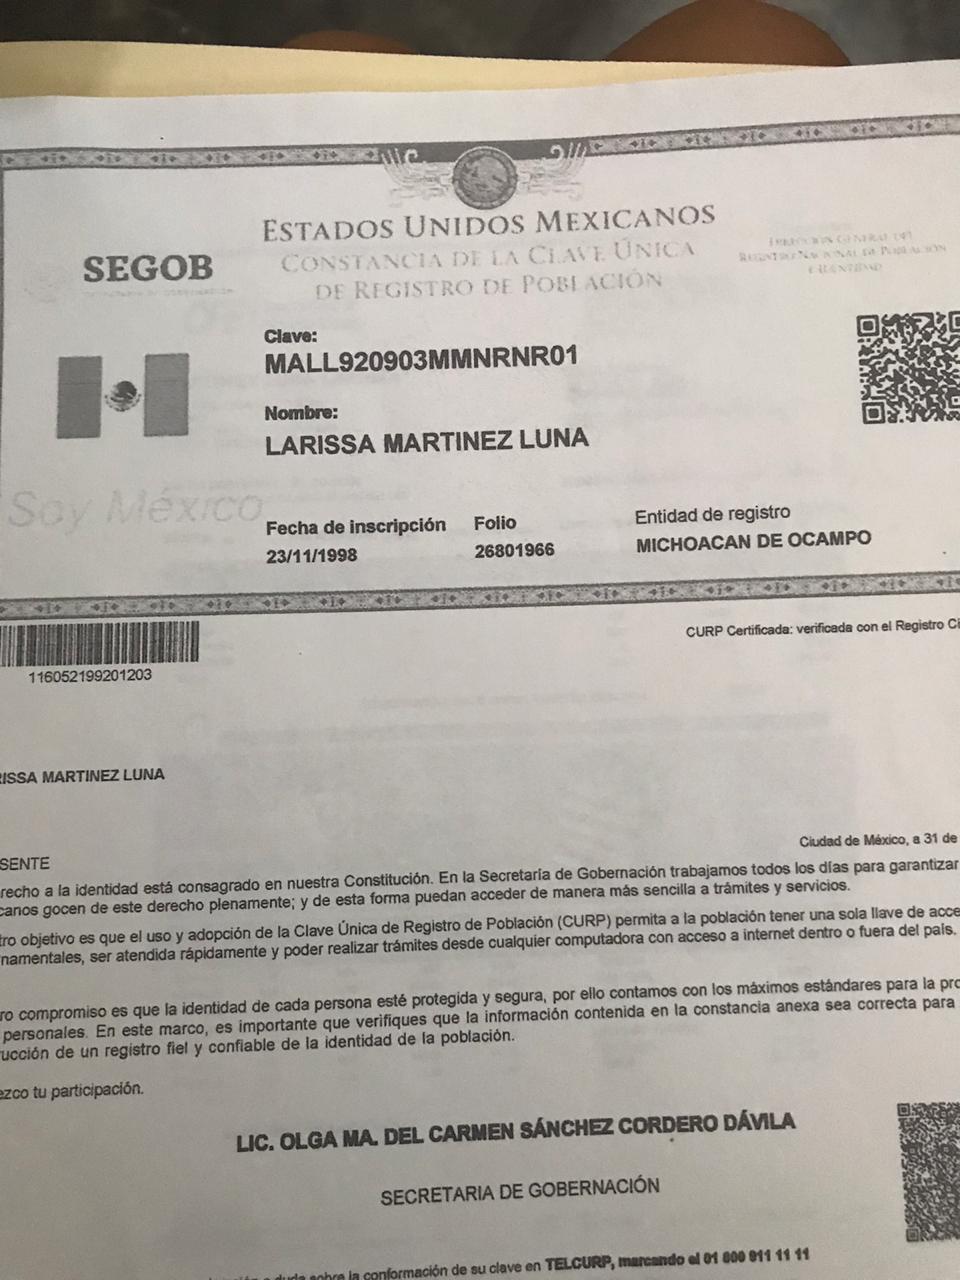 ESTADOS UNIDOS MEXICANOS
CONSTANCIA DE LA CLAVE ÚNICA
DE REGISTRO DE POBLACIÓN
SEGOB
DIRECCIÓN GENERAL DEL
REGISTRO NACIONAL DE POBLACIÓN
E IDENTIDAD
Clave:
MALL920903MMNRNR01
Nombre:
LARISSA MARTINEZ LUNA
Soy México
Fecha de inscripción Folio Entidad de registro
23/11/1998 26801966 MICHOACAN DE OCAMPO
CURP Certificada: verificada con el Registro Ci
116052199201203
RISSA MARTINEZ LUNA
Ciudad de México, a 31 de
SENTE
recho a la identidad está consagrado en nuestra Constitución. En la Secretaría de Gobernación trabajamos todos los días para garantizar
canos gocen de este derecho plenamente; y de esta forma puedan acceder de manera más sencilla a trámites y servicios.
tro objetivo es que el uso y adopción de la Clave Única de Registro de Población (CURP) permita a la población tener una sola llave de acce
namentales, ser atendida rápidamente y poder realizar trámites desde cualquier computadora con acceso a internet dentro o fuera del país.
ro compromiso es que la identidad de cada persona esté protegida y segura, por ello contamos con los máximos estándares para la pro
personales. En este marco, es importante que verifiques que la información contenida en la constancia anexa sea correcta para
ucción de un registro fiel y confiable de la identidad de la población.
ezco tu participación.
LIC. OLGA MA. DEL CARMEN SÁNCHEZ CORDERO DÁVILA
SECRETARIA DE GOBERNACIÓN
duda sobre la conformación de su clave en TELCURP, marcando el 01 800 911 11 11